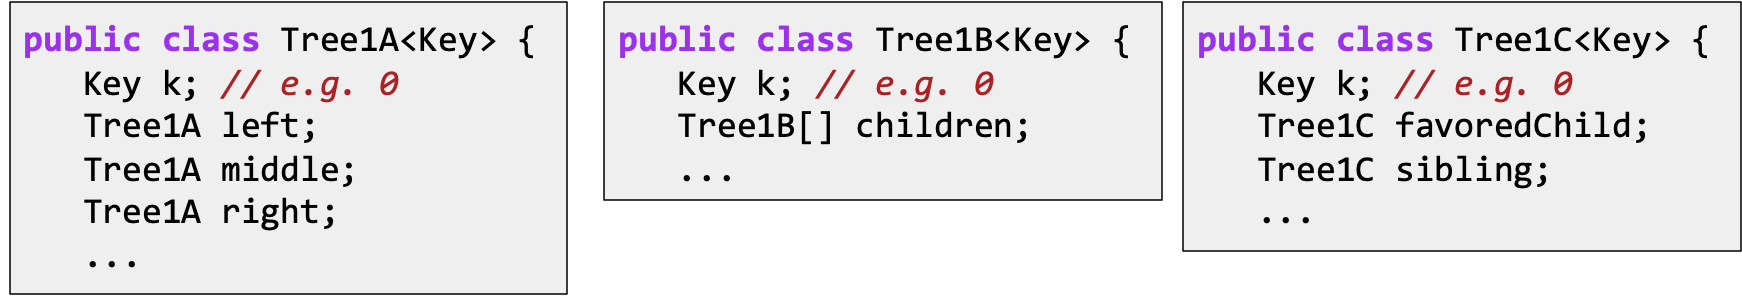 public class Tree1A<Key> {
Key k; // e.g. 0
Tree1A left;
Tree1A middle;
Tree1A right;
...
public class Tree1B<Key> {
Key k; // e.g. 0
Tree1B[] children;
...
public class Tree1C<Key> {
Key k; // e.g. 0
Tree1C favoredChild;
Tree1C sibling;
...